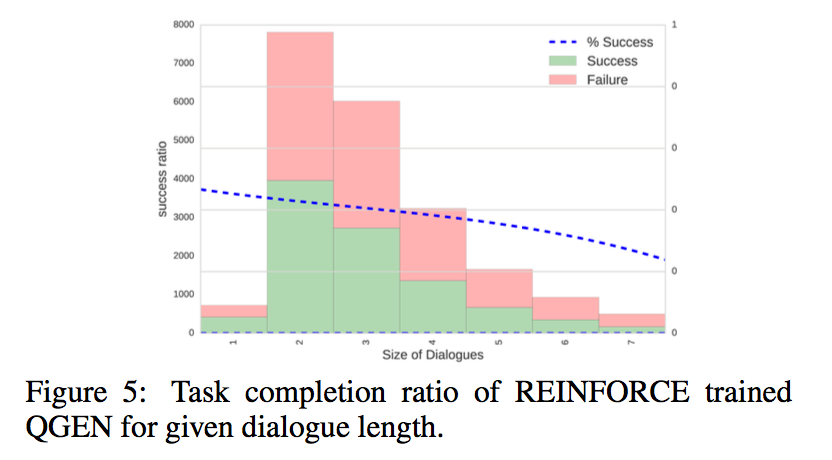 8000
7000
6000
5000
4000
3000
2000
1000
0
success ratio
1
0
0
0
0
0
% Success
Success
Failure
1 2 3 4 5 6 7
Size of Dialogues
Figure 5: Task completion ratio of REINFORCE trained
QGEN for given dialogue length.